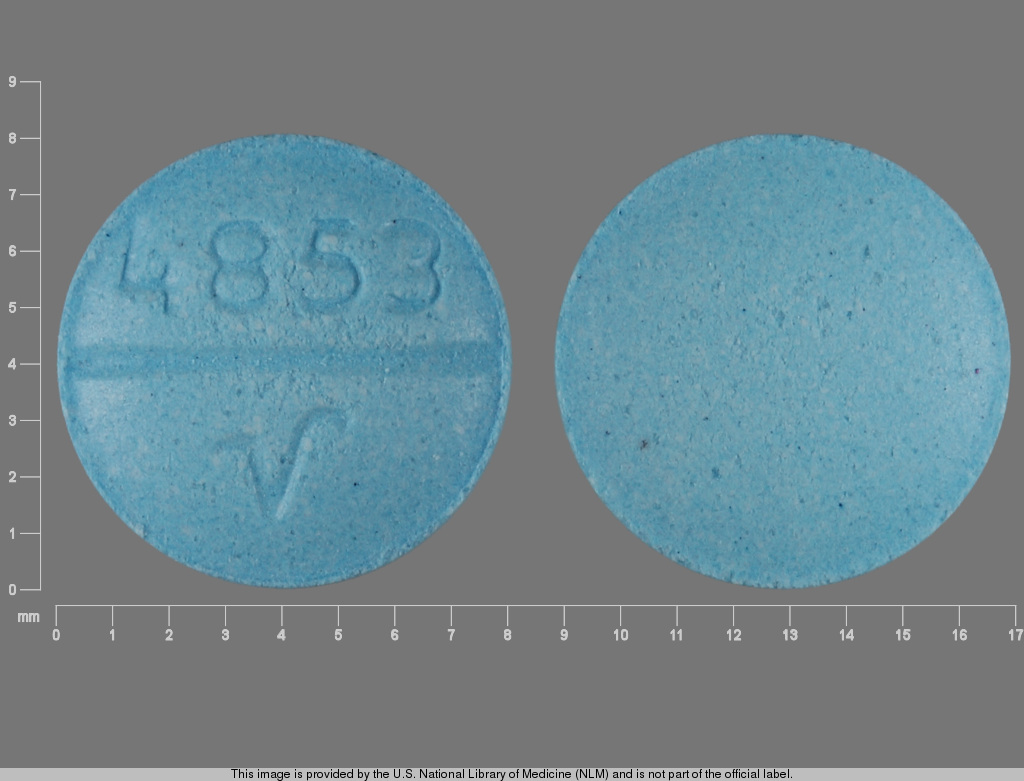 4853
V
9
8
7
6
5
4
3
2
1
0
mm
0 1 2 3 4 5 6 7 8 9 10 11 12 13 14 15 16 17
This image is provided by the U.S. National Library of Medicine (NLM) and is not part of the official label.